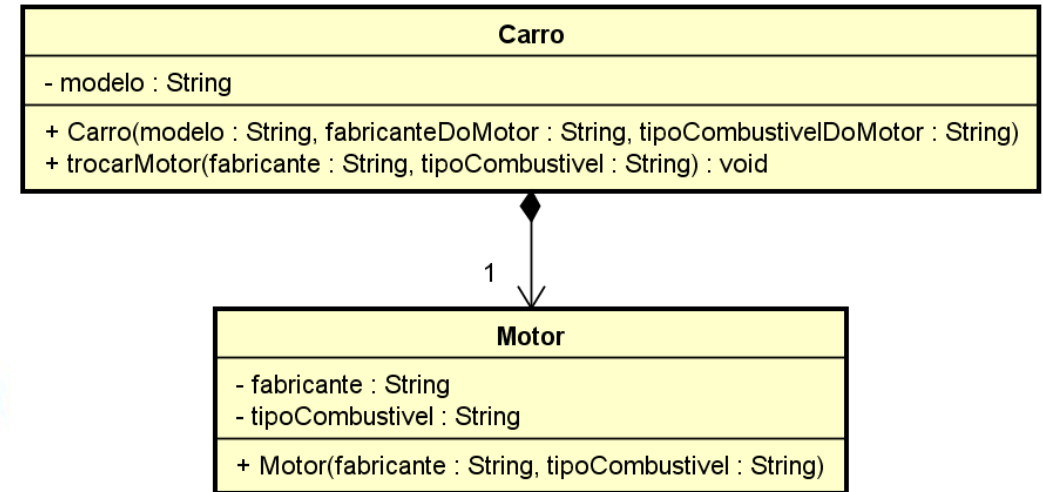 Carro
- modelo : String
+ Carro(modelo : String, fabricanteDoMotor : String, tipoCombustivelDoMotor : String)
+ trocarMotor(fabricante : String, tipoCombustivel : String) : void
1
Motor
- fabricante : String
- tipoCombustivel : String
+ Motor(fabricante : String, tipoCombustivel : String)